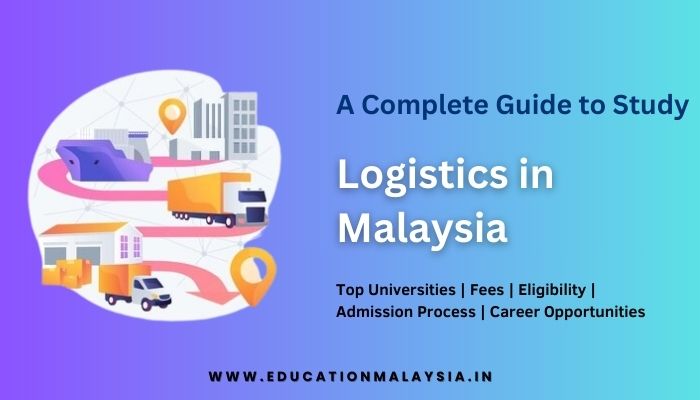 A Complete Guide to Study
Logistics in
Malaysia
Top Universities | Fees | Eligibility |
Admission Process | Career Opportunities
WWW.EDUCATIONMALAYSIA.IN